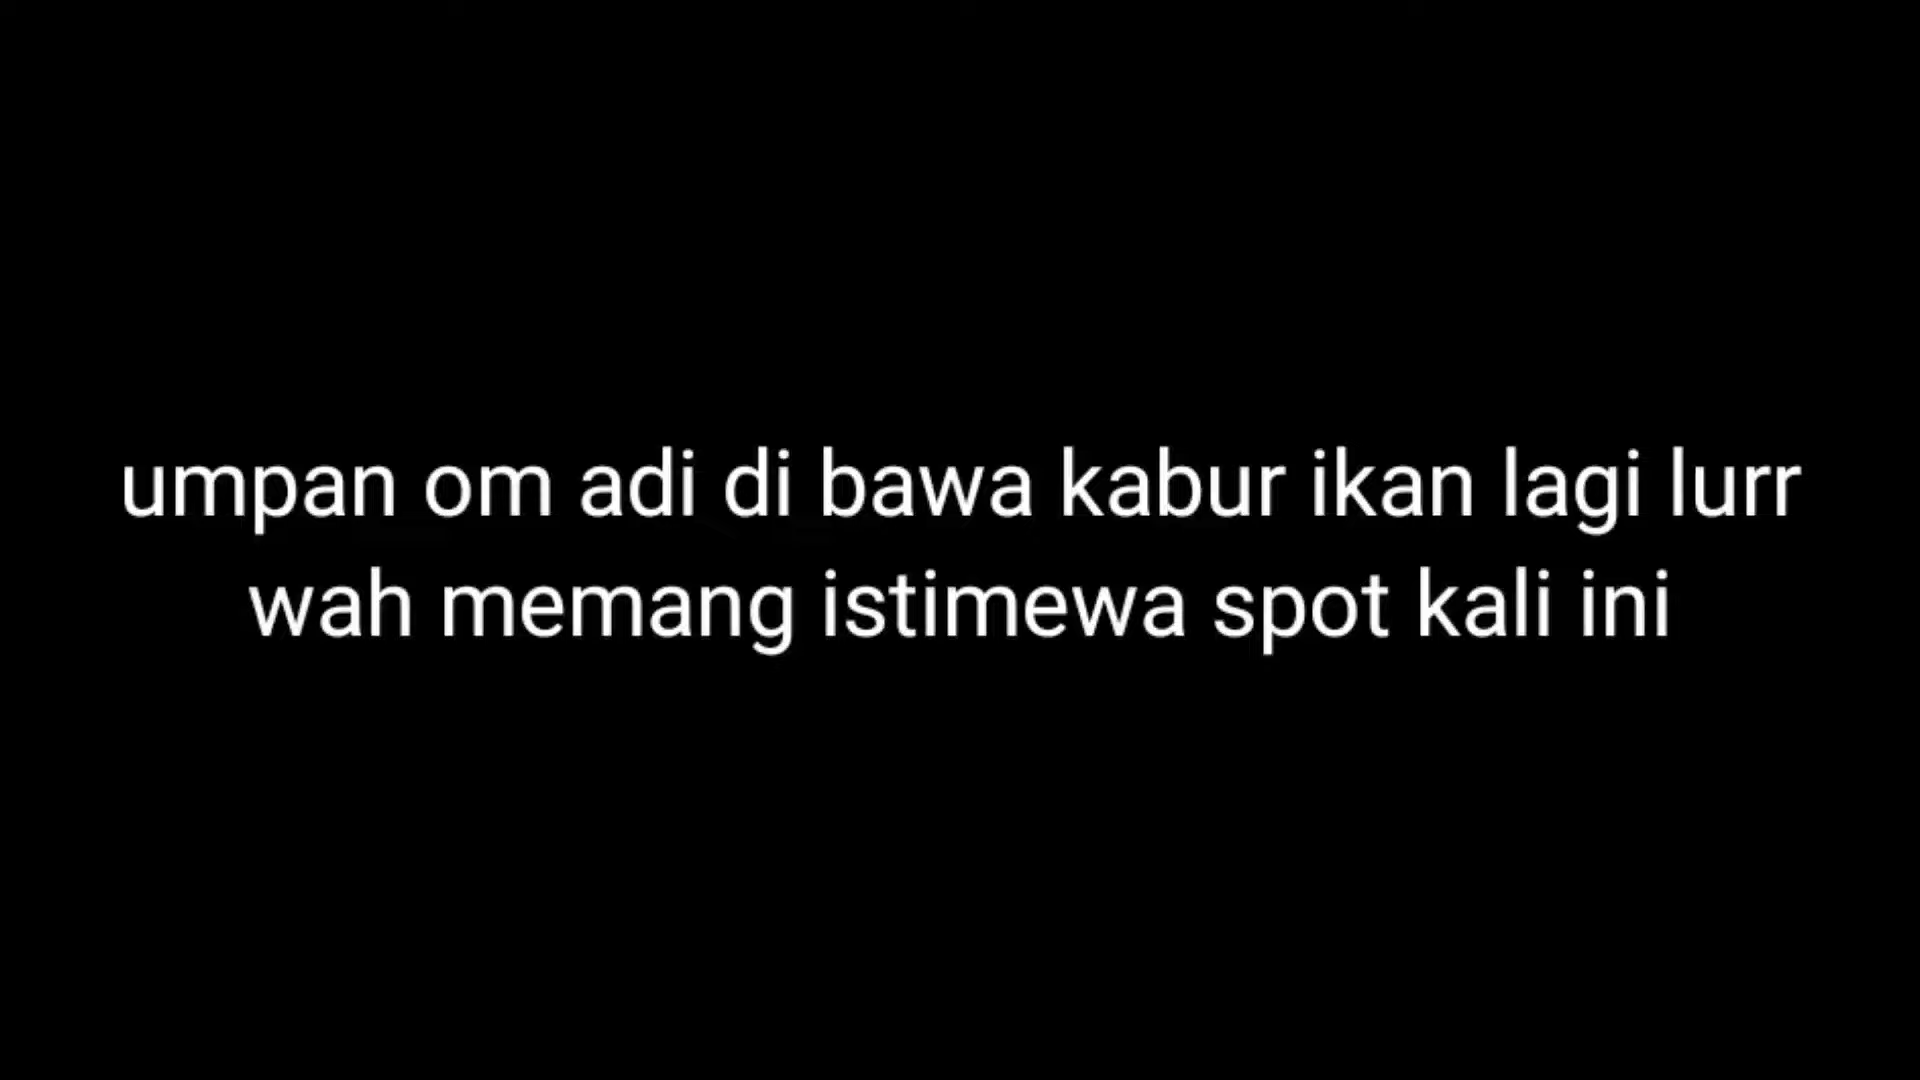 umpan om adi di bawa kabur ikan lagi lurr
wah memang istimewa spot kali ini